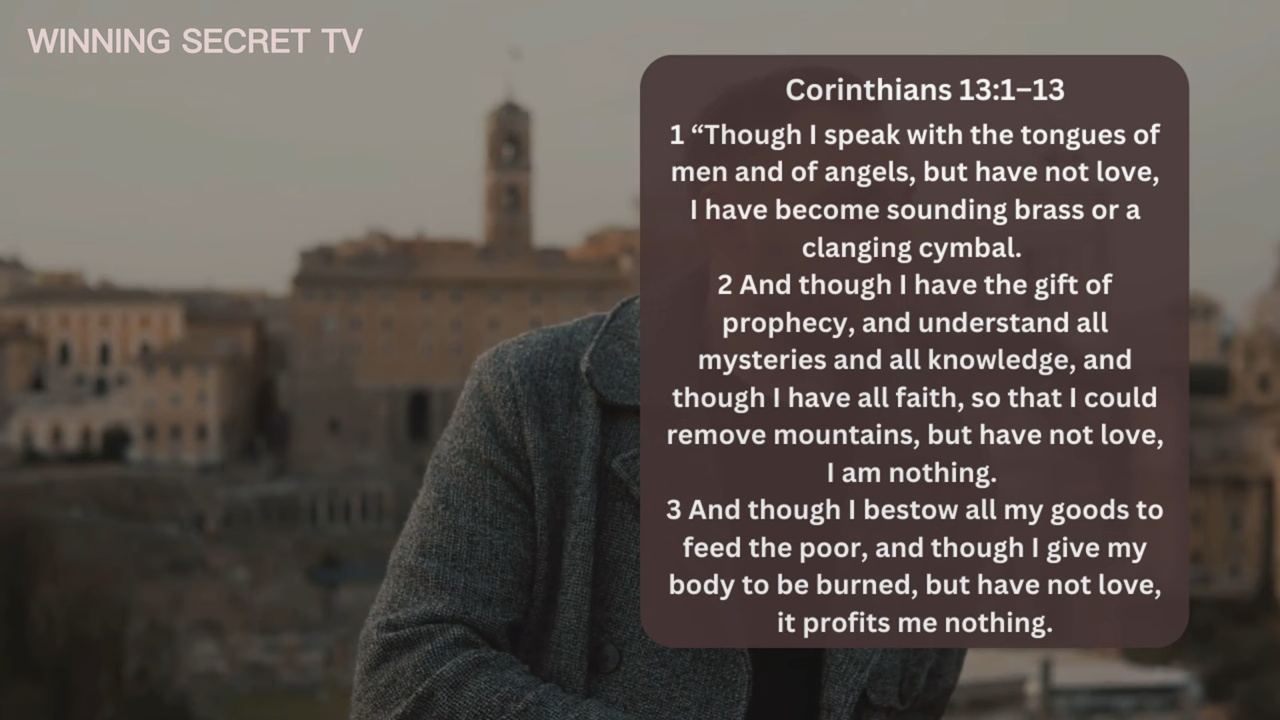 WINNING SECRET TV
Corinthians 13:1–13
1 “Though I speak with the tongues of
men and of angels, but have not love,
I have become sounding brass or a
clanging cymbal.
2 And though I have the gift of
prophecy, and understand all
mysteries and all knowledge, and
though I have all faith, so that I could
remove mountains, but have not love,
I am nothing.
3 And though I bestow all my goods to
feed the poor, and though I give my
body to be burned, but have not love,
it profits me nothing.